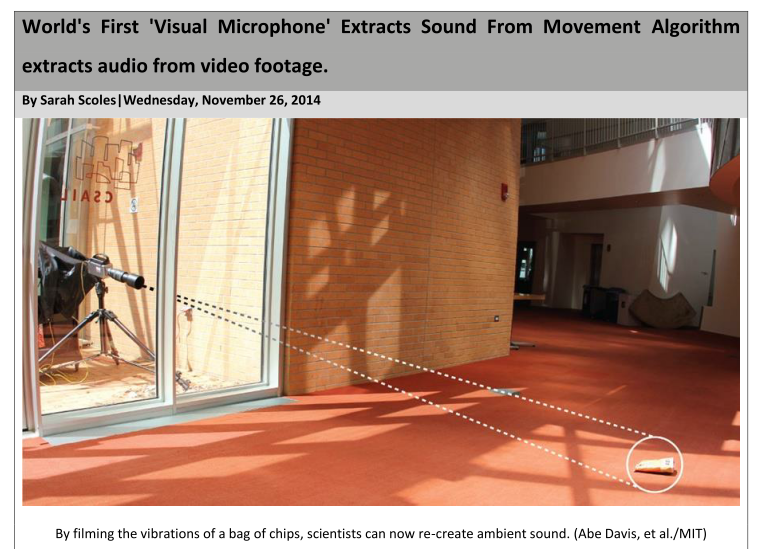 World's First 'Visual Microphone' Extracts Sound From Movement Algorithm
extracts audio from video footage.
By Sarah Scoles|Wednesday, November 26, 2014
CSAIL
By filming the vibrations of a bag of chips, scientists can now re-create ambient sound. (Abe Davis, et al./MIT)